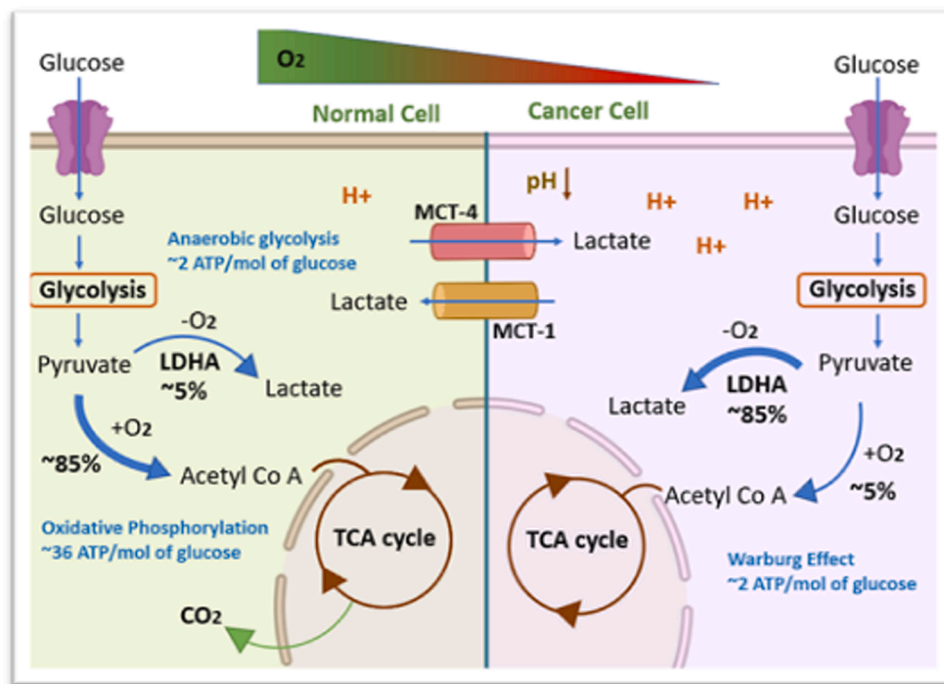 O2
Normal Cell
Cancer Cell
Glucose
Glucose
H+
Anaerobic glycolysis
~2 ATP/mol of glucose
Glycolysis
Pyruvate
-O2
LDHA
~5%
Lactate
+O2
~85%
Acetyl Co A
Oxidative Phosphorylation
~36 ATP/mol of glucose
TCA cycle
CO2
MCT-4
Lactate
Lactate
MCT-1
pH
H+
H+
H+
Glucose
Glucose
Glycolysis
Pyruvate
-O2
LDHA
~85%
Lactate
+O2
~5%
Acetyl Co A
TCA cycle
Warburg Effect
~2 ATP/mol of glucose